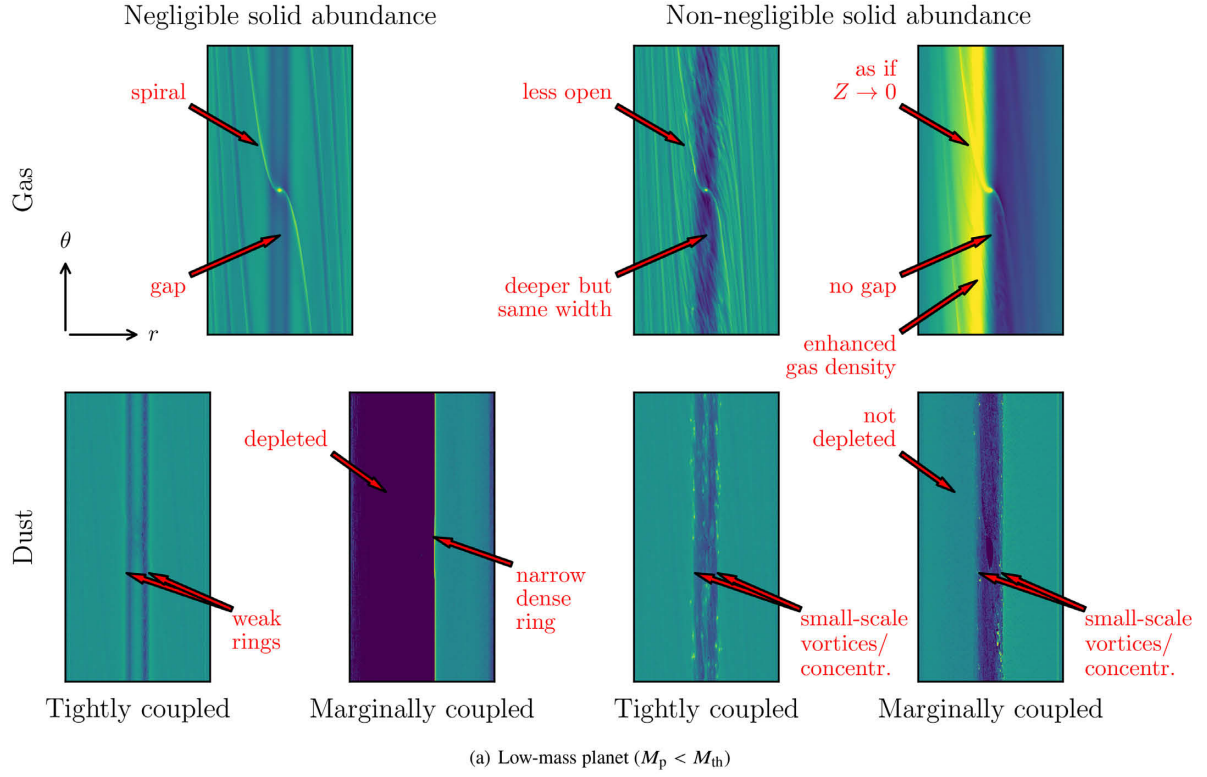 Negligible solid abundance
Non-negligible solid abundance
Gas
θ
r
spiral
gap
less open
deeper but
same width
as if
Z → 0
no gap
enhanced
gas density
Dust
weak
rings
depleted
narrow
dense
ring
small-scale
vortices/
concentr.
not
depleted
small-scale
vortices/
concentr.
Tightly coupled
Marginally coupled
Tightly coupled
Marginally coupled
(a) Low-mass planet (Mp < Mth)